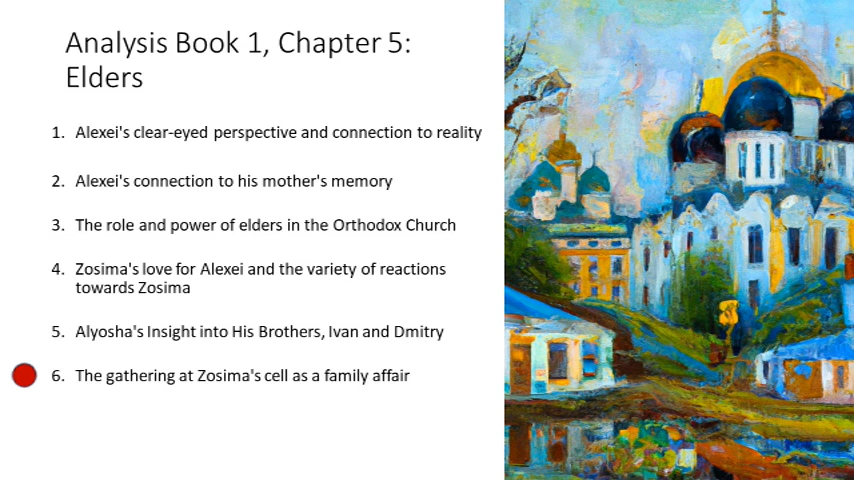 Analysis Book 1, Chapter 5:
Elders
1. Alexei's clear-eyed perspective and connection to reality
2. Alexei's connection to his mother's memory
3. The role and power of elders in the Orthodox Church
4. Zosima's love for Alexei and the variety of reactions
towards Zosima
5. Alyosha's Insight into His Brothers, Ivan and Dmitry
6. The gathering at Zosima's cell as a family affair